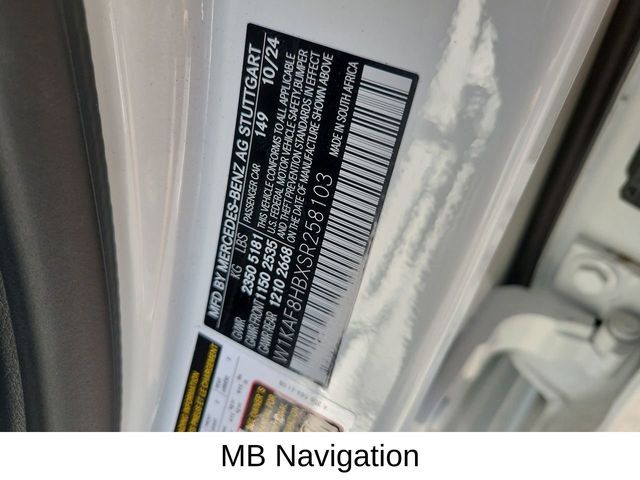 MFD BY MERCEDES-BENZ AG STUTTGART
PASSENGER CAR 149 10/24
KG LBS
GVWR 2350 5181
GAWR FRONT 1150 2535
GAWR REAR 1210 2668
THIS VEHICLE CONFORMS TO ALL APPLICABLE
U.S. FEDERAL MOTOR VEHICLE SAFETY, BUMPER
AND THEFT PREVENTION STANDARDS IN EFFECT
ON THE DATE OF MANUFACTURE SHOWN ABOVE
W1KAF8HBXSR258103
MADE IN SOUTH AFRICA
MB Navigation